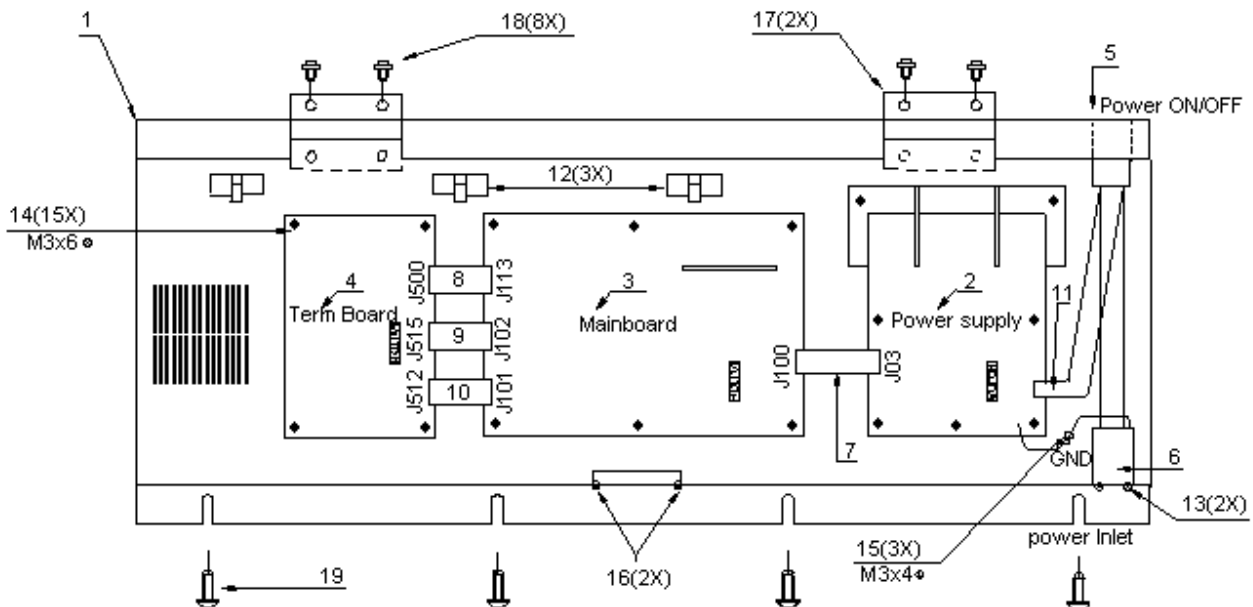 1
18(8X)
17(2X)
5
Power ON/OFF
12(3X)
14(15X)
M3x6
4
Term Board
J500
8
J113
3
Mainboard
2
Power supply
11
J515
9
J102
J512
10
J101
J100
J03
7
GND
6
13(2X)
power Inlet
15(3X)
M3x4
16(2X)
19